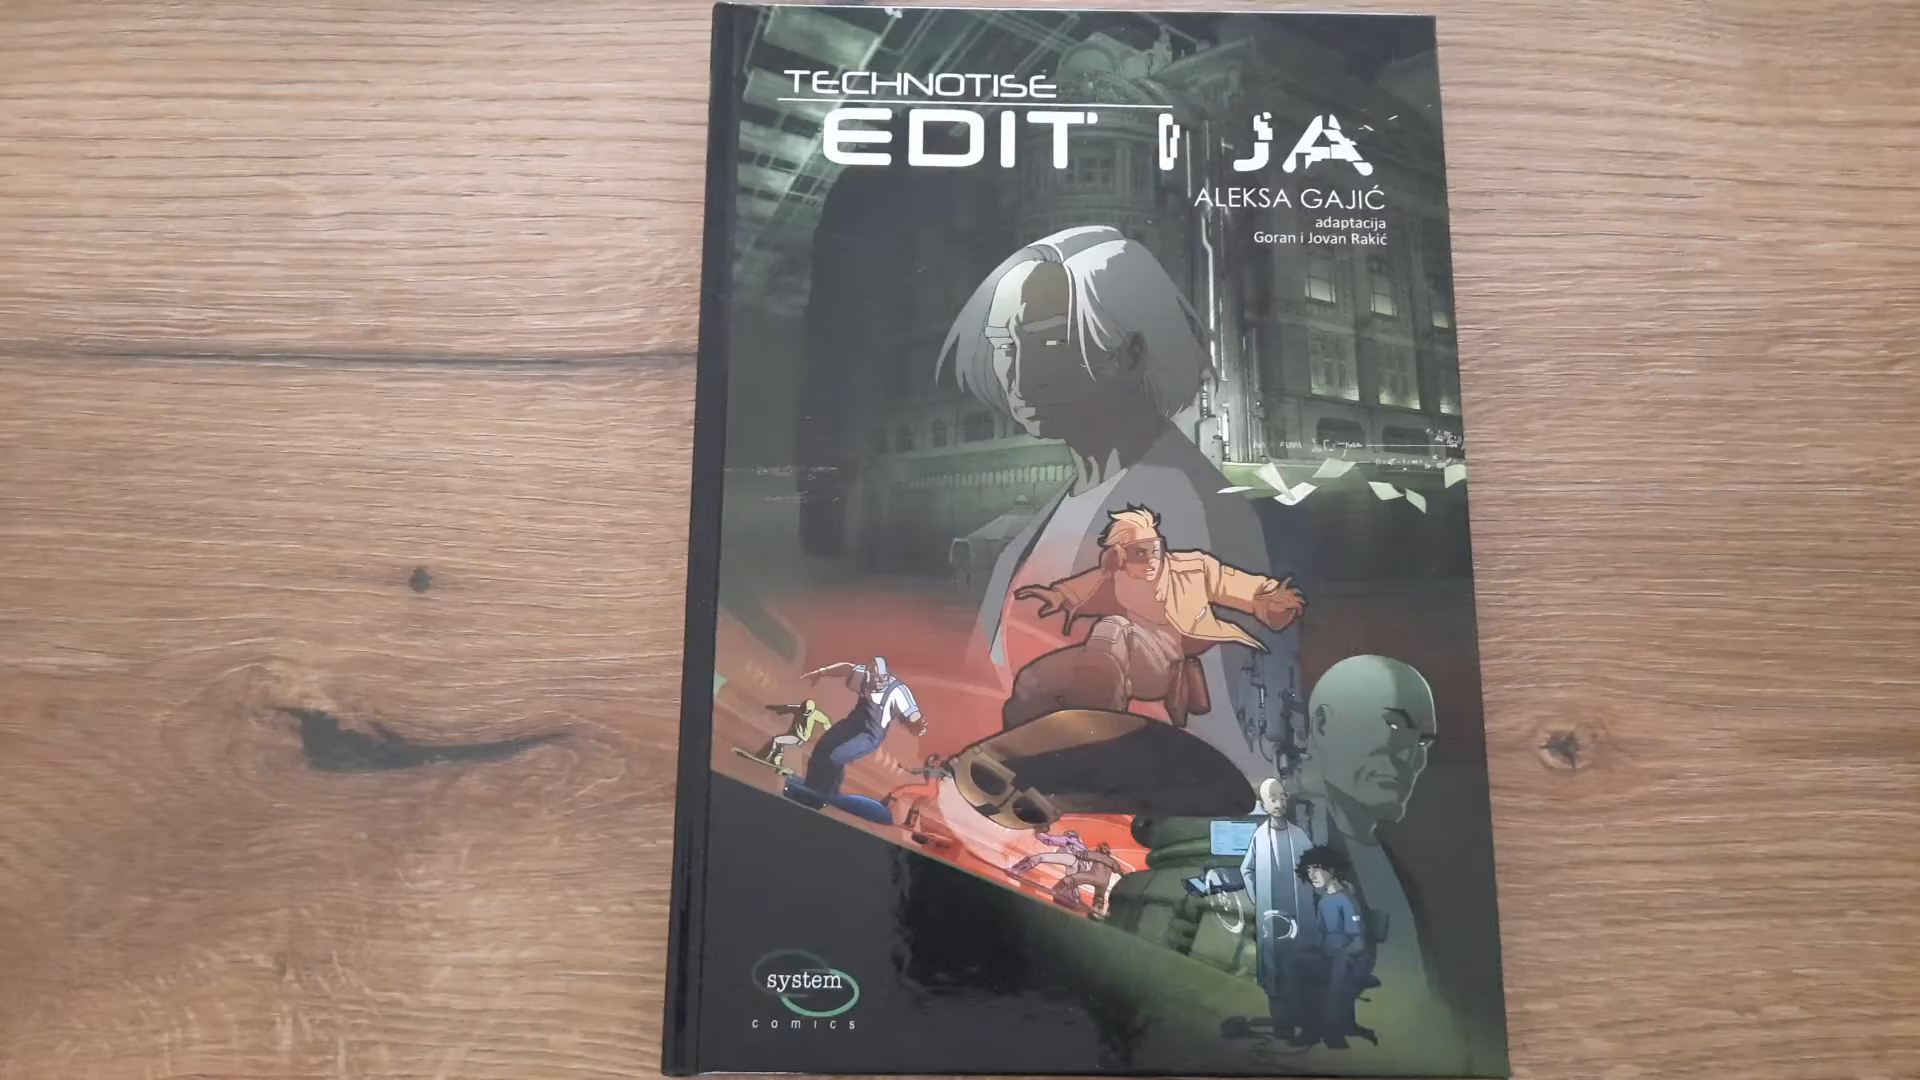 TECHNOTISE
EDIT I JA
ALEKSA GAJIĆ
adaptacija
Goran i Jovan Rakić
system
comics